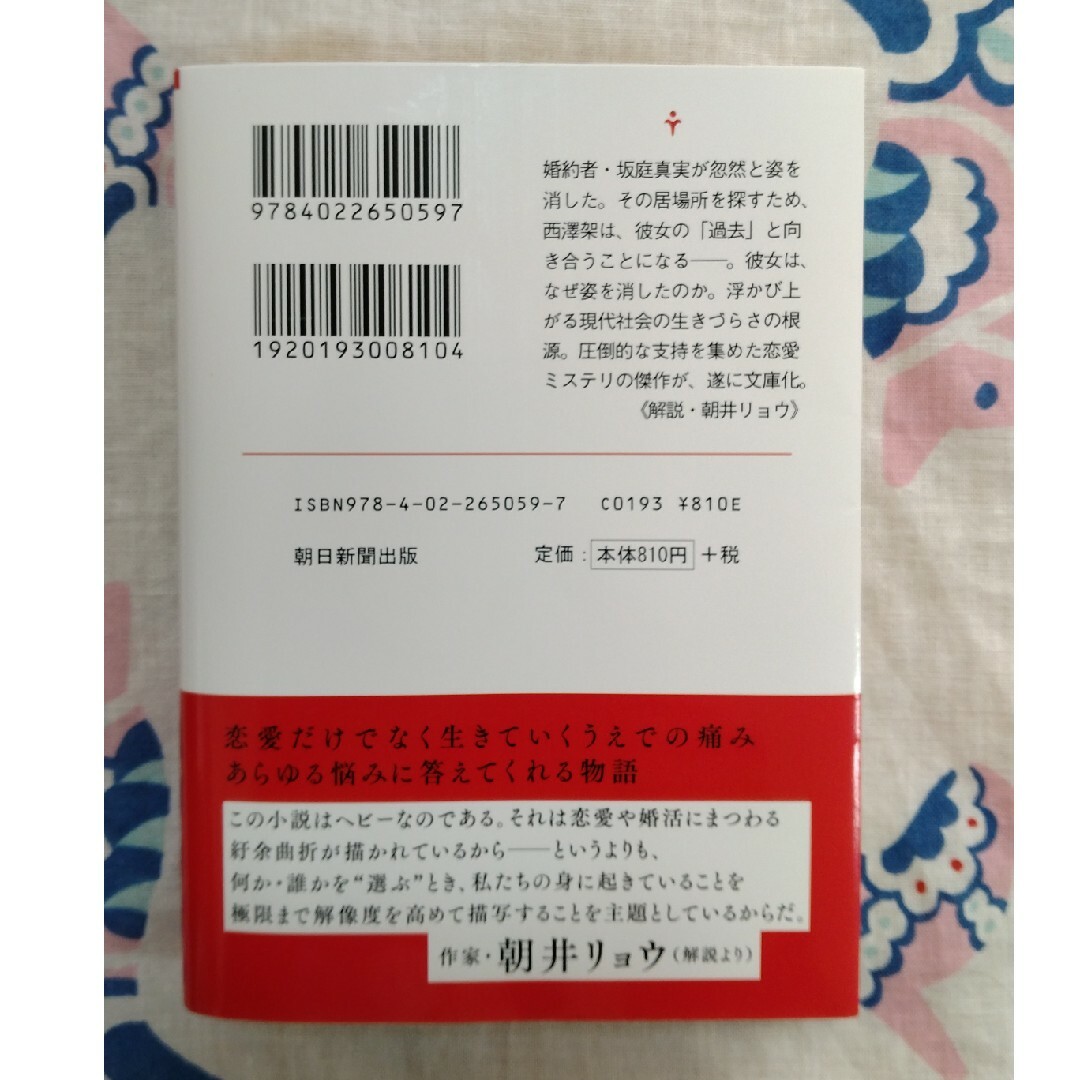 9784022650597
1920193008104
婚約者・坂庭真実が忽然と姿を
消した。その居場所を探すため、
西澤架は、彼女の「過去」と向
き合うことになる――。彼女は、
なぜ姿を消したのか。浮かび上
がる現代社会の生きづらさの根
源。圧倒的な支持を集めた恋愛
ミステリの傑作が、遂に文庫化。
《解説・朝井リョウ》
ISBN978-4-02-265059-7 C0193 ¥810E
朝日新聞出版 定価:本体810円+税
恋愛だけでなく生きていくうえでの痛み
あらゆる悩みに答えてくれる物語
この小説はヘビーなのである。それは恋愛や婚活にまつわる
紆余曲折が描かれているから――というよりも、
何か・誰かを“選ぶ”とき、私たちの身に起きていることを
極限まで解像度を高めて描写することを主題としているからだ。
作家・朝井リョウ(解説より)